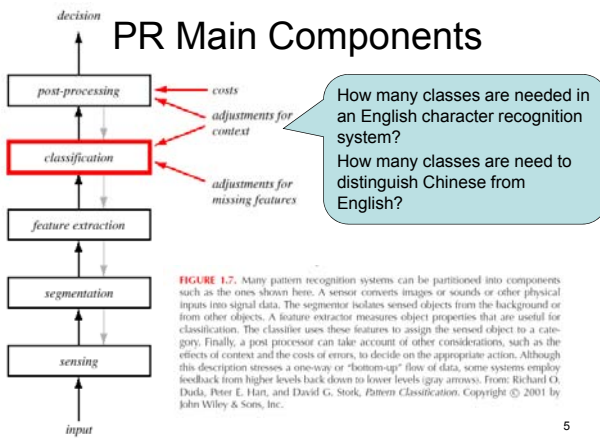 decision
PR Main Components
post-processing
costs
adjustments for
context
How many classes are needed in
an English character recognition
system?
How many classes are need to
distinguish Chinese from
English?
classification
adjustments for
missing features
feature extraction
segmentation
FIGURE 1.7. Many pattern recognition systems can be partitioned into components
such as the ones shown here. A sensor converts images or sounds or other physical
inputs into signal data. The segmentor isolates sensed objects from the background or
from other objects. A feature extractor measures object properties that are useful for
classification. The classifier uses these features to assign the sensed object to a cate-
gory. Finally, a post processor can take account of other considerations, such as the
effects of context and the costs of errors, to decide on the appropriate action. Although
this description stresses a one-way or "bottom-up" flow of data, some systems employ
feedback from higher levels back down to lower levels (gray arrows). From: Richard O.
Duda, Peter E. Hart, and David G. Stork, Pattern Classification. Copyright © 2001 by
John Wiley & Sons, Inc.
sensing
input
5